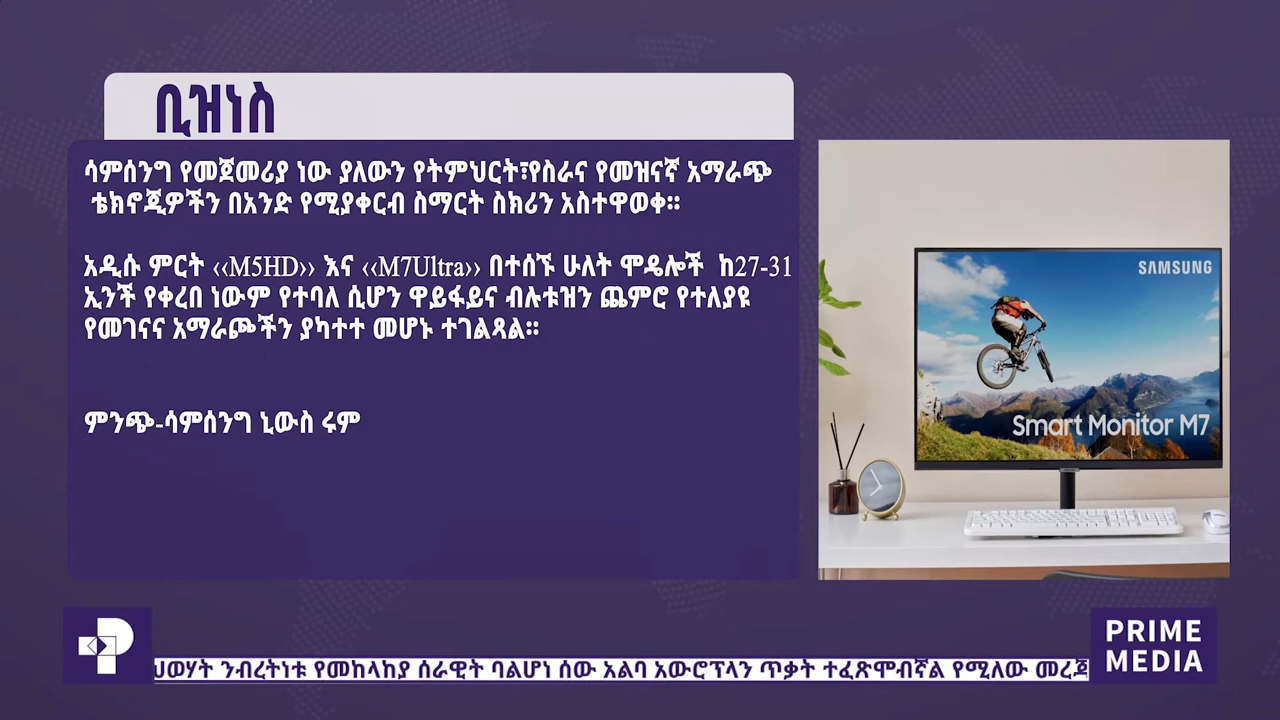 ቢዝነስ
ሳምሰንግ የመጀመሪያ ነው ያለውን የትምህርት፣የስራና የመዝናኛ አማራጭ
ቴክኖጂዎችን በአንድ የሚያቀርብ ስማርት ስክሪን አስተዋወቀ።
አዲሱ ምርት ‹‹M5HD›› እና ‹‹M7Ultra›› በተሰኙ ሁለት ሞዴሎች ከ27-31
ኢንች የቀረበ ነውም የተባለ ሲሆን ዋይፋይና ብሉቱዝን ጨምሮ የተለያዩ
የመገናና አማራጮችን ያካተተ መሆኑ ተገልጻል።
ምንጭ-ሳምሰንግ ኒውስ ሩም
SAMSUNG
Smart Monitor M7
PRIME
MEDIA
ህወሃት ንብረትነቱ የመከላከያ ሰራዊት ባልሆነ ሰው አልባ አውሮፕላን ጥቃት ተፈጽሞብኛል የሚለው መረጃ